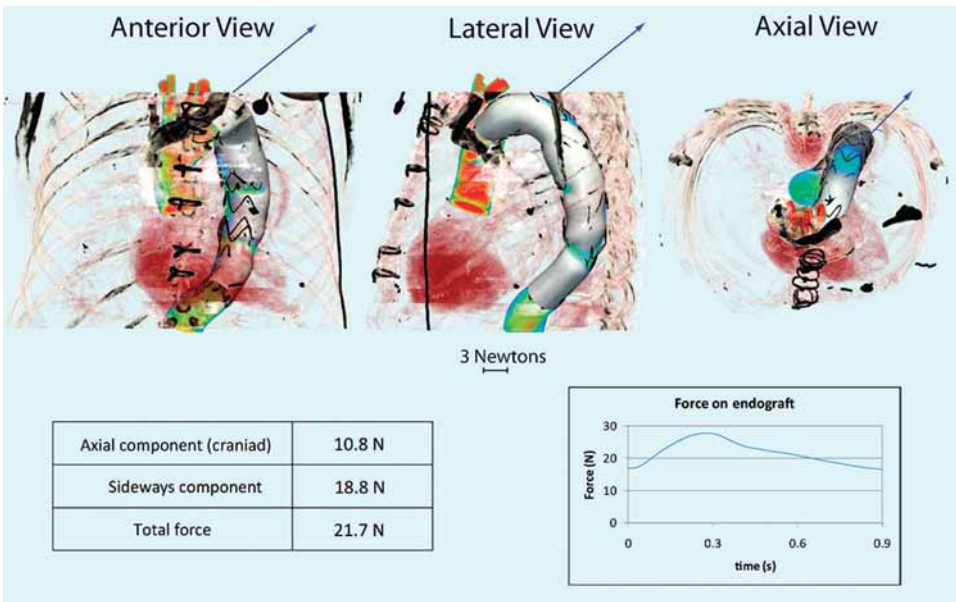 Anterior View
Lateral View
Axial View
3 Newtons
Axial component (craniad) 10.8 N
Sideways component 18.8 N
Total force 21.7 N
Force on endograft
Force (N)
30
20
10
0
0 0.3 0.6 0.9
time (s)